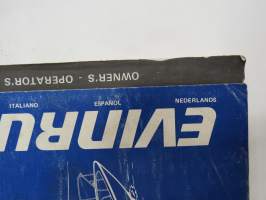 OWNER'S - OPERATOR'S
ITALIANO ESPAÑOL NEDERLANDS
EVINRU